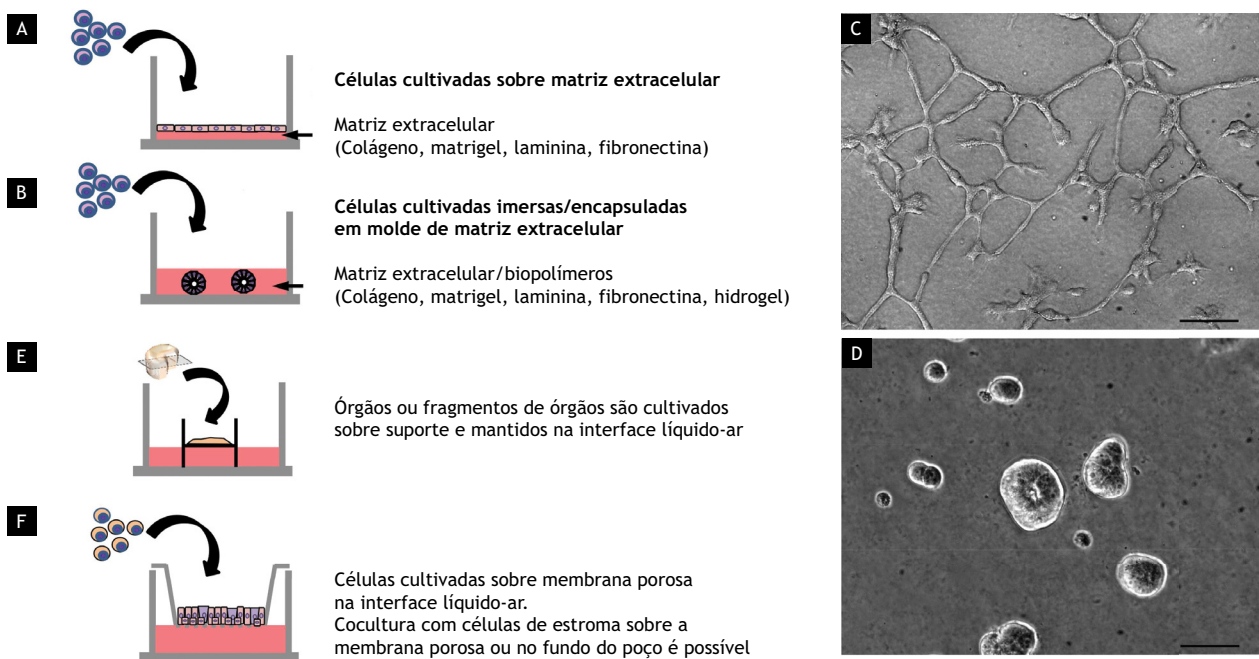 A
Células cultivadas sobre matriz extracelular
Matriz extracelular
(Colágeno, matrigel, laminina, fibronectina)
B
Células cultivadas imersas/encapsuladas
em molde de matriz extracelular
Matriz extracelular/biopolímeros
(Colágeno, matrigel, laminina, fibronectina, hidrogel)
E
Órgãos ou fragmentos de órgãos são cultivados
sobre suporte e mantidos na interface líquido-ar
F
Células cultivadas sobre membrana porosa
na interface líquido-ar.
Cocultura com células de estroma sobre a
membrana porosa ou no fundo do poço é possível
C
D